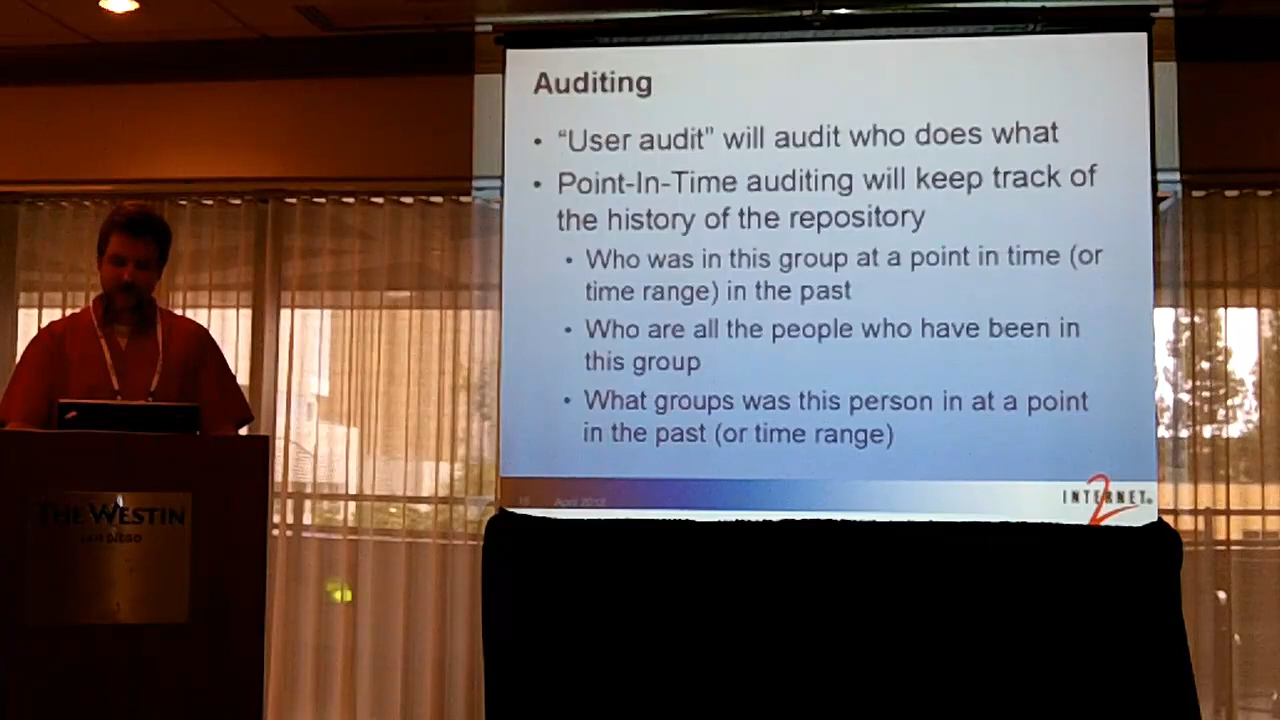 Auditing
• “User audit” will audit who does what
• Point-In-Time auditing will keep track of
the history of the repository
• Who was in this group at a point in time (or
time range) in the past
• Who are all the people who have been in
this group
• What groups was this person in at a point
in the past (or time range)
INTERNET®
2
THE WESTIN
SAN DIEGO